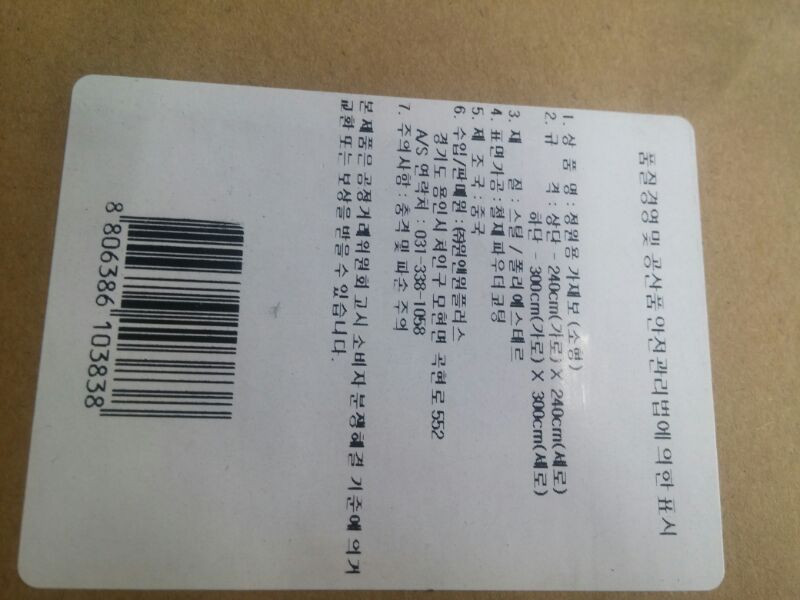 품질경영 및 공산품안전관리법에 의한 표시
1. 상 품 명 : 정원용 가제보 (소형)
2. 규 격 : 상단 - 240cm(가로) X 240cm(세로)
하단 - 300cm(가로) X 300cm(세로)
3. 재 질 : 스틸 / 폴리에스테르
4. 표면가공 : 철재 파우더 코팅
5. 제 조 국 : 중국
6. 수입/판매원 : ㈜원예원플러스
경기도 용인시 처인구 모현면 곡현로 552
A/S 연락처 : 031-338-1058
7. 주의사항 : 충격 및 파손 주의
본 제품은 공정거래위원회 고시 소비자 분쟁해결 기준에 의거
교환 또는 보상을 받을 수 있습니다.
8 806386 103838